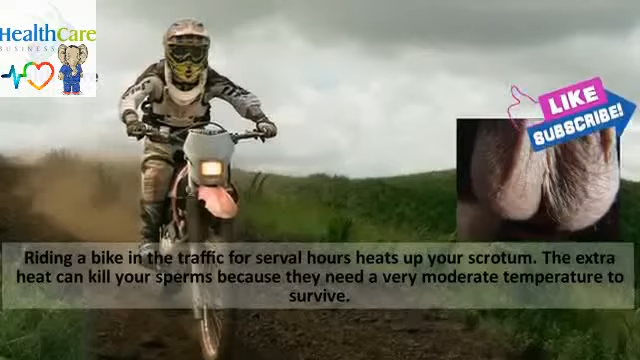 HealthCare
BUSINESS
e
LIKE
SUBSCRIBE!
Riding a bike in the traffic for serval hours heats up your scrotum. The extra
heat can kill your sperms because they need a very moderate temperature to
survive.